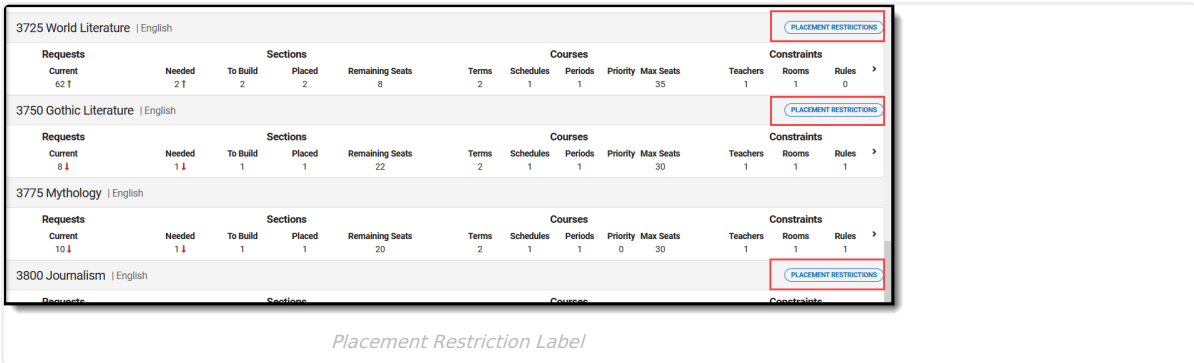 3725 World Literature | English PLACEMENT RESTRICTIONS
Requests Sections Courses Constraints
Current Needed To Build Placed Remaining Seats Terms Schedules Periods Priority Max Seats Teachers Rooms Rules >
62↑ 2↑ 2 2 8 2 1 1 35 1 1 0
3750 Gothic Literature | English PLACEMENT RESTRICTIONS
Requests Sections Courses Constraints
Current Needed To Build Placed Remaining Seats Terms Schedules Periods Priority Max Seats Teachers Rooms Rules >
8↓ 1↓ 1 1 22 2 1 1 30 1 1 1
3775 Mythology | English
Requests Sections Courses Constraints
Current Needed To Build Placed Remaining Seats Terms Schedules Periods Priority Max Seats Teachers Rooms Rules >
10↓ 1↓ 1 1 20 2 1 1 0 30 1 1 1
3800 Journalism | English PLACEMENT RESTRICTIONS
Requests Sections Courses Constraints
Placement Restriction Label